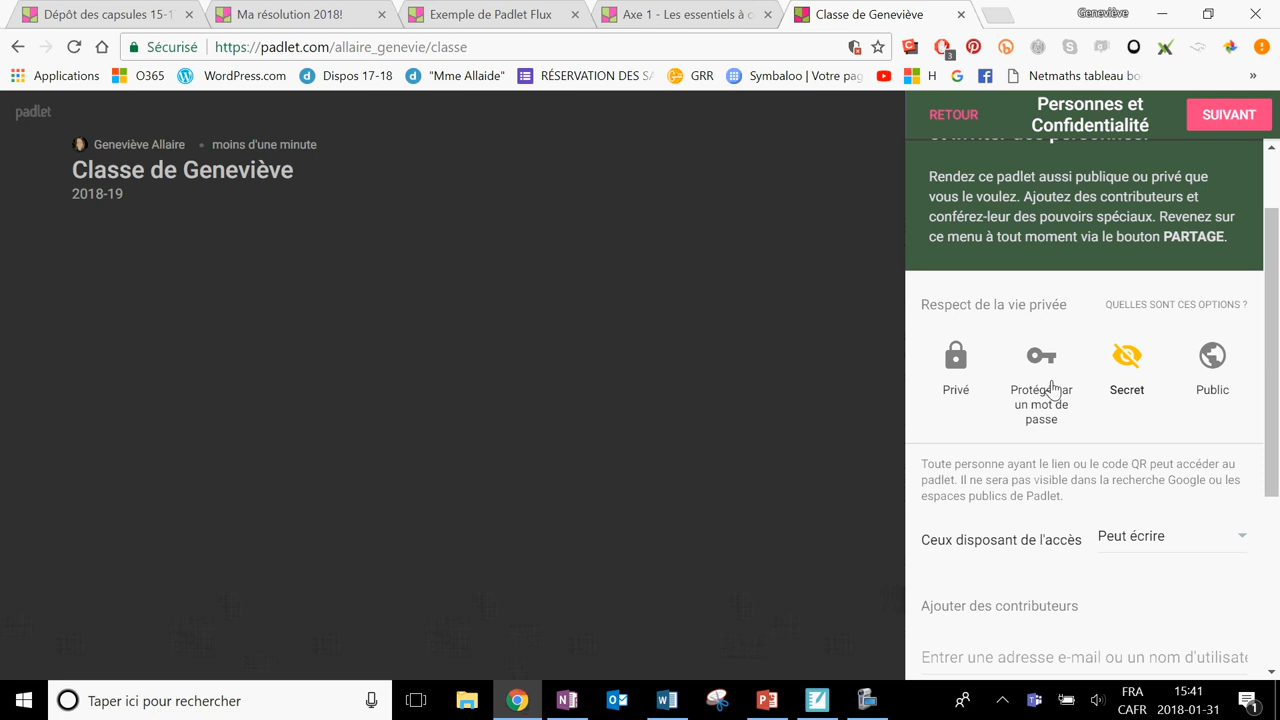 Dépôt des capsules 15-1
Ma résolution 2018!
Exemple de Padlet Flux
Axe 1 - Les essentiels à c
Classe de Geneviève
Geneviève
Sécurisé
https://padlet.com/allaire_genevie/classe
3
Applications
O365
WordPress.com
Dispos 17-18
"Mme Allaide"
RESERVATION DES SA
GRR
Symbaloo | Votre pag
H
Netmaths tableau bo
»
padlet
Geneviève Allaire • moins d'une minute
Classe de Geneviève
2018-19
RETOUR
Personnes et
Confidentialité
SUIVANT
Rendez ce padlet aussi publique ou privé que
vous le voulez. Ajoutez des contributeurs et
conférez-leur des pouvoirs spéciaux. Revenez sur
ce menu à tout moment via le bouton PARTAGE.
Respect de la vie privée
QUELLES SONT CES OPTIONS ?
Privé
Protégé par
un mot de
passe
Secret
Public
Toute personne ayant le lien ou le code QR peut accéder au
padlet. Il ne sera pas visible dans la recherche Google ou les
espaces publics de Padlet.
Ceux disposant de l'accès
Peut écrire
Ajouter des contributeurs
Entrer une adresse e-mail ou un nom d'utilisate
Taper ici pour rechercher
FRA
CAFR
15:41
2018-01-31
1